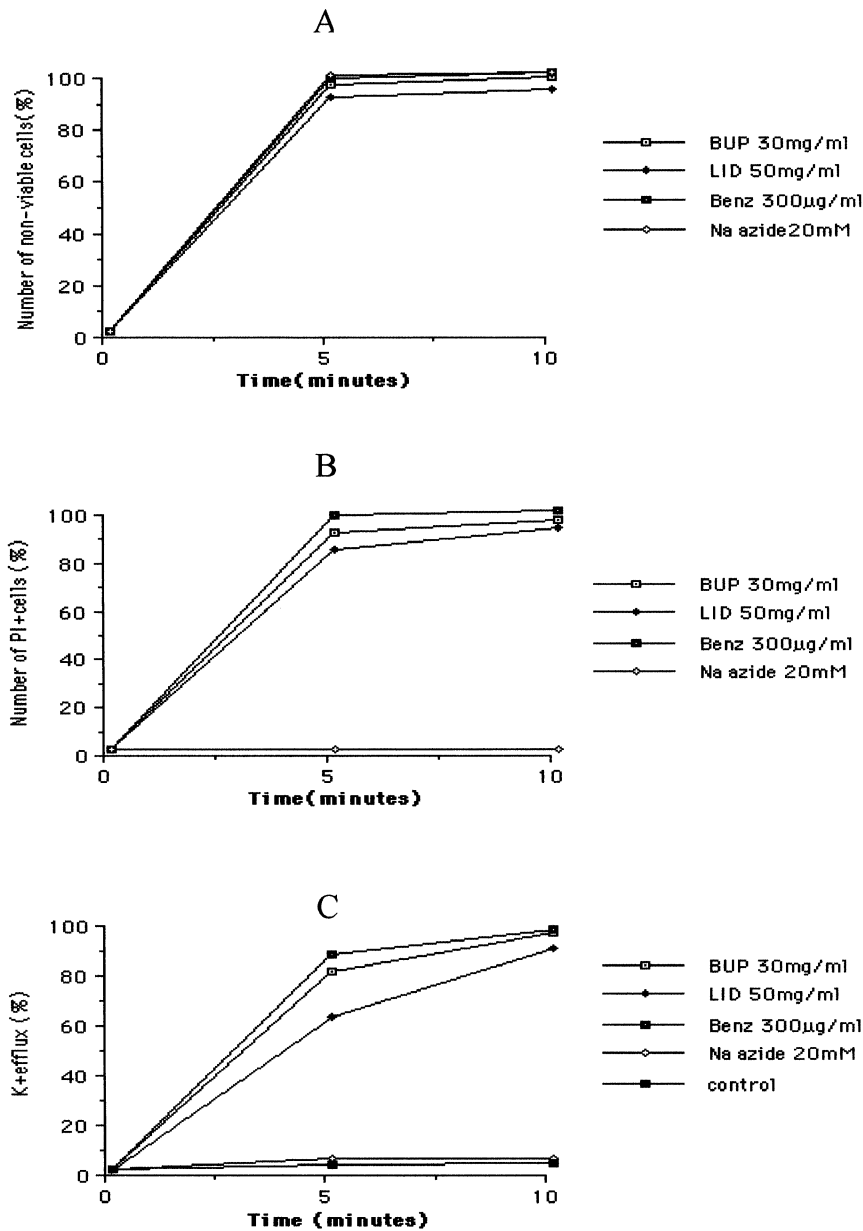 A
Number of non-viable cells(%)
100
80
60
40
20
0
0
5
10
Time(minutes)
BUP 30mg/ml
LID 50mg/ml
Benz 300µg/ml
Na azide20mM
B
Number of PI+cells (%)
100
80
60
40
20
0
0
5
10
Time(minutes)
BUP 30mg/ml
LID 50mg/ml
Benz 300µg/ml
Na azide 20mM
C
K+efflux (%)
100
80
60
40
20
0
0
5
10
Time (minutes)
BUP 30mg/ml
LID 50mg/ml
Benz 300µg/ml
Na azide 20mM
control